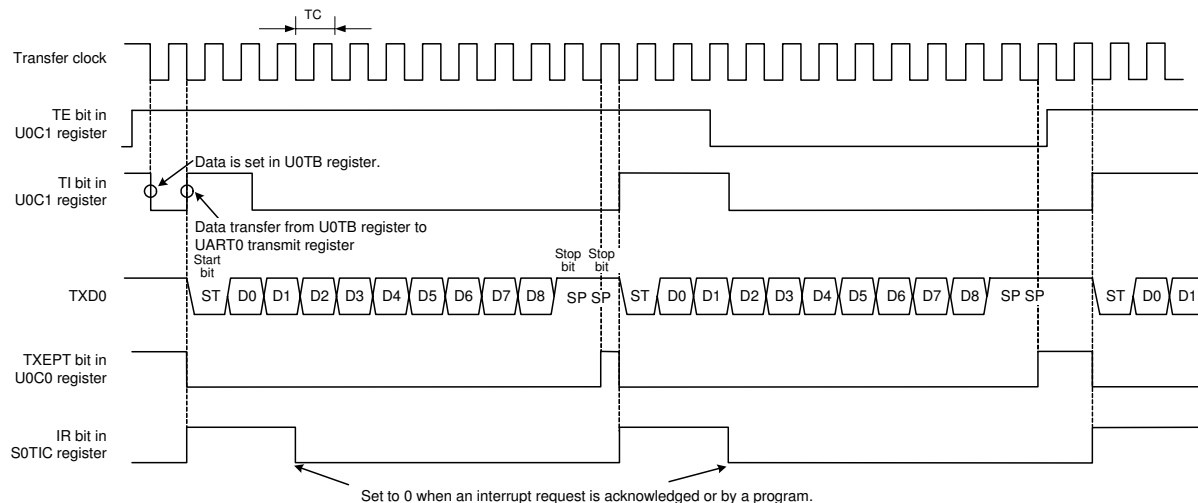 TC
Transfer clock
TE bit in
U0C1 register
Data is set in U0TB register.
TI bit in
U0C1 register
Data transfer from U0TB register to
UART0 transmit register
Start
bit
Stop
bit
Stop
bit
TXD0
ST D0 D1 D2 D3 D4 D5 D6 D7 D8 SP SP ST D0 D1 D2 D3 D4 D5 D6 D7 D8 SP SP ST D0 D1
TXEPT bit in
U0C0 register
IR bit in
S0TIC register
Set to 0 when an interrupt request is acknowledged or by a program.